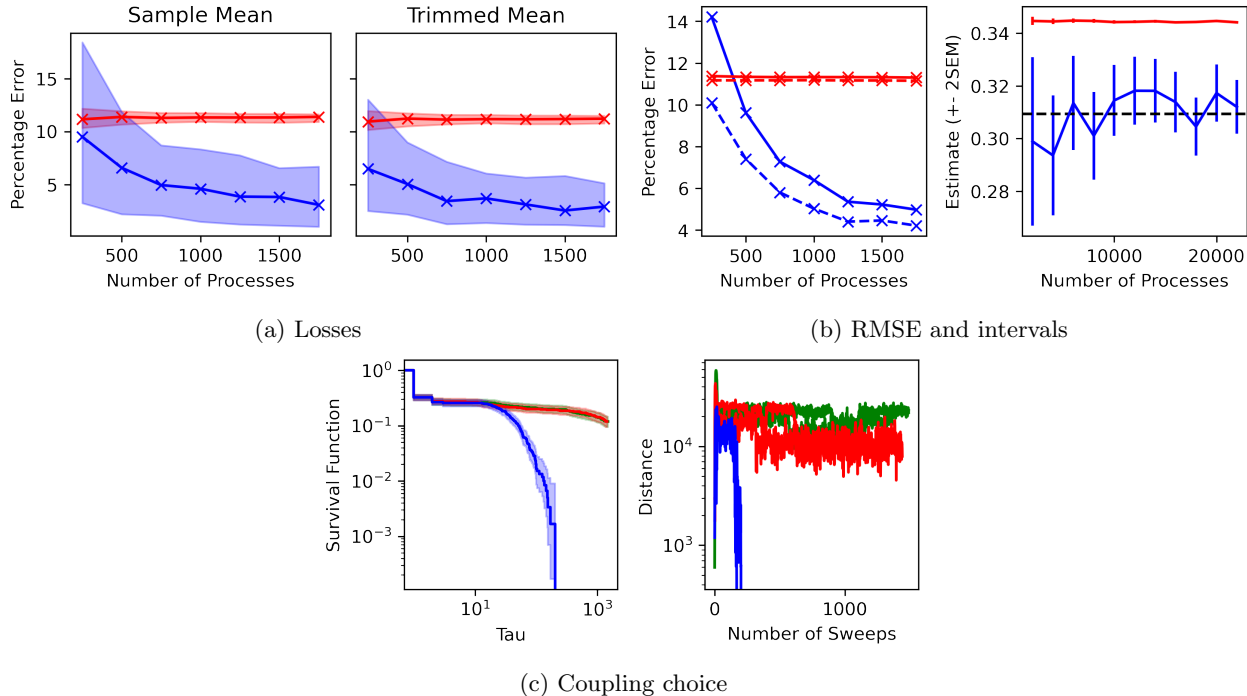 Sample Mean
Trimmed Mean
Percentage Error
15
10
5
500 1000 1500
Number of Processes
500 1000 1500
Number of Processes
(a) Losses
Percentage Error
14
12
10
8
6
4
500 1000 1500
Number of Processes
Estimate (+- 2SEM)
0.34
0.32
0.30
0.28
10000 20000
Number of Processes
(b) RMSE and intervals
Survival Function
10^0
10^-1
10^-2
10^-3
10^1 10^3
Tau
Distance
10^4
10^3
0 1000
Number of Sweeps
(c) Coupling choice